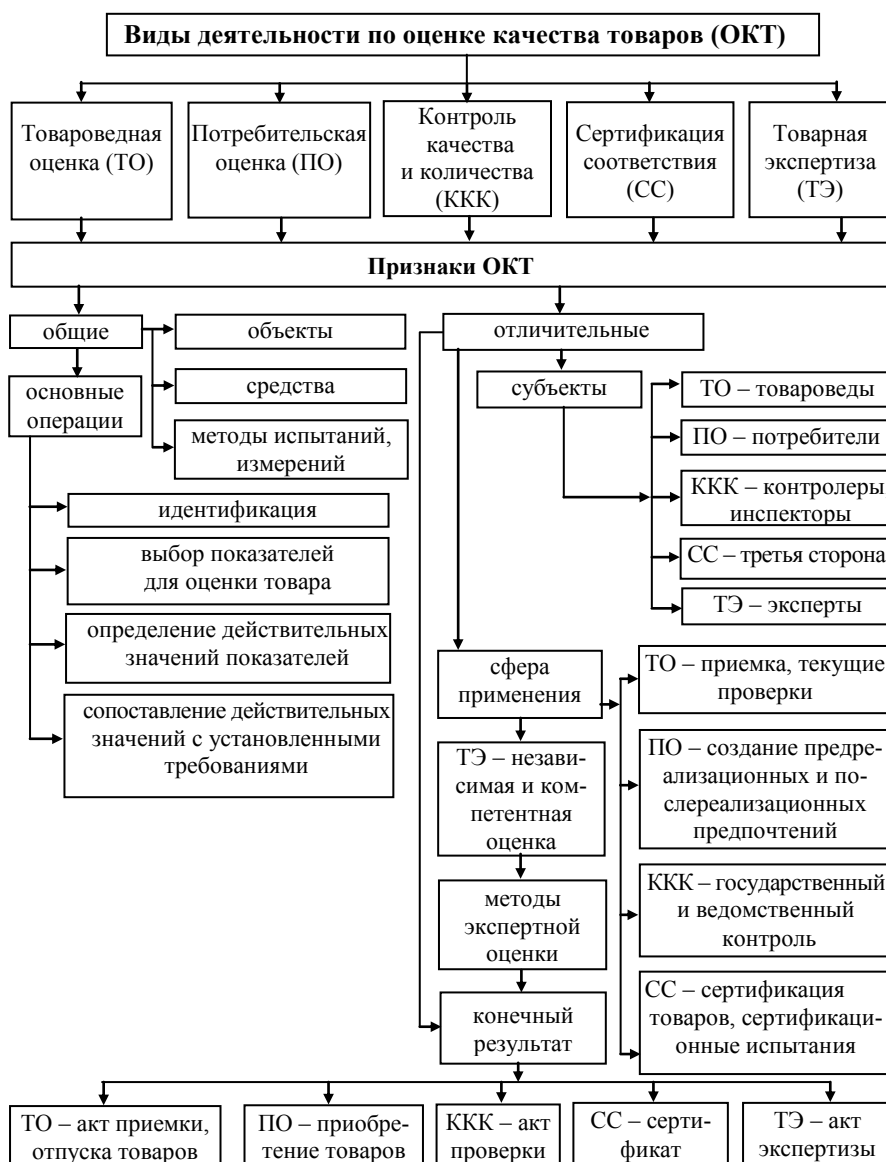 Виды деятельности по оценке качества товаров (ОКТ)
Товароведная
оценка (ТО)
Потребительская
оценка (ПО)
Контроль
качества
и количества
(ККК)
Сертификация
соответствия
(СС)
Товарная
экспертиза
(ТЭ)
Признаки ОКТ
общие
объекты
средства
методы испытаний,
измерений
основные
операции
идентификация
выбор показателей
для оценки товара
определение действительных
значений показателей
сопоставление действительных
значений с установленными
требованиями
отличительные
субъекты
ТО – товароведы
ПО – потребители
ККК – контролеры
инспекторы
СС – третья сторона
ТЭ – эксперты
сфера
применения
ТО – приемка, текущие
проверки
ПО – создание предре-
ализационных и по-
слереализационных
предпочтений
ККК – государственный
и ведомственный
контроль
СС – сертификация
товаров, сертификаци-
онные испытания
ТЭ – незави-
симая и ком-
петентная
оценка
методы
экспертной
оценки
конечный
результат
ТО – акт приемки,
отпуска товаров
ПО – приобре-
тение товаров
ККК – акт
проверки
СС – серти-
фикат
ТЭ – акт
экспертизы